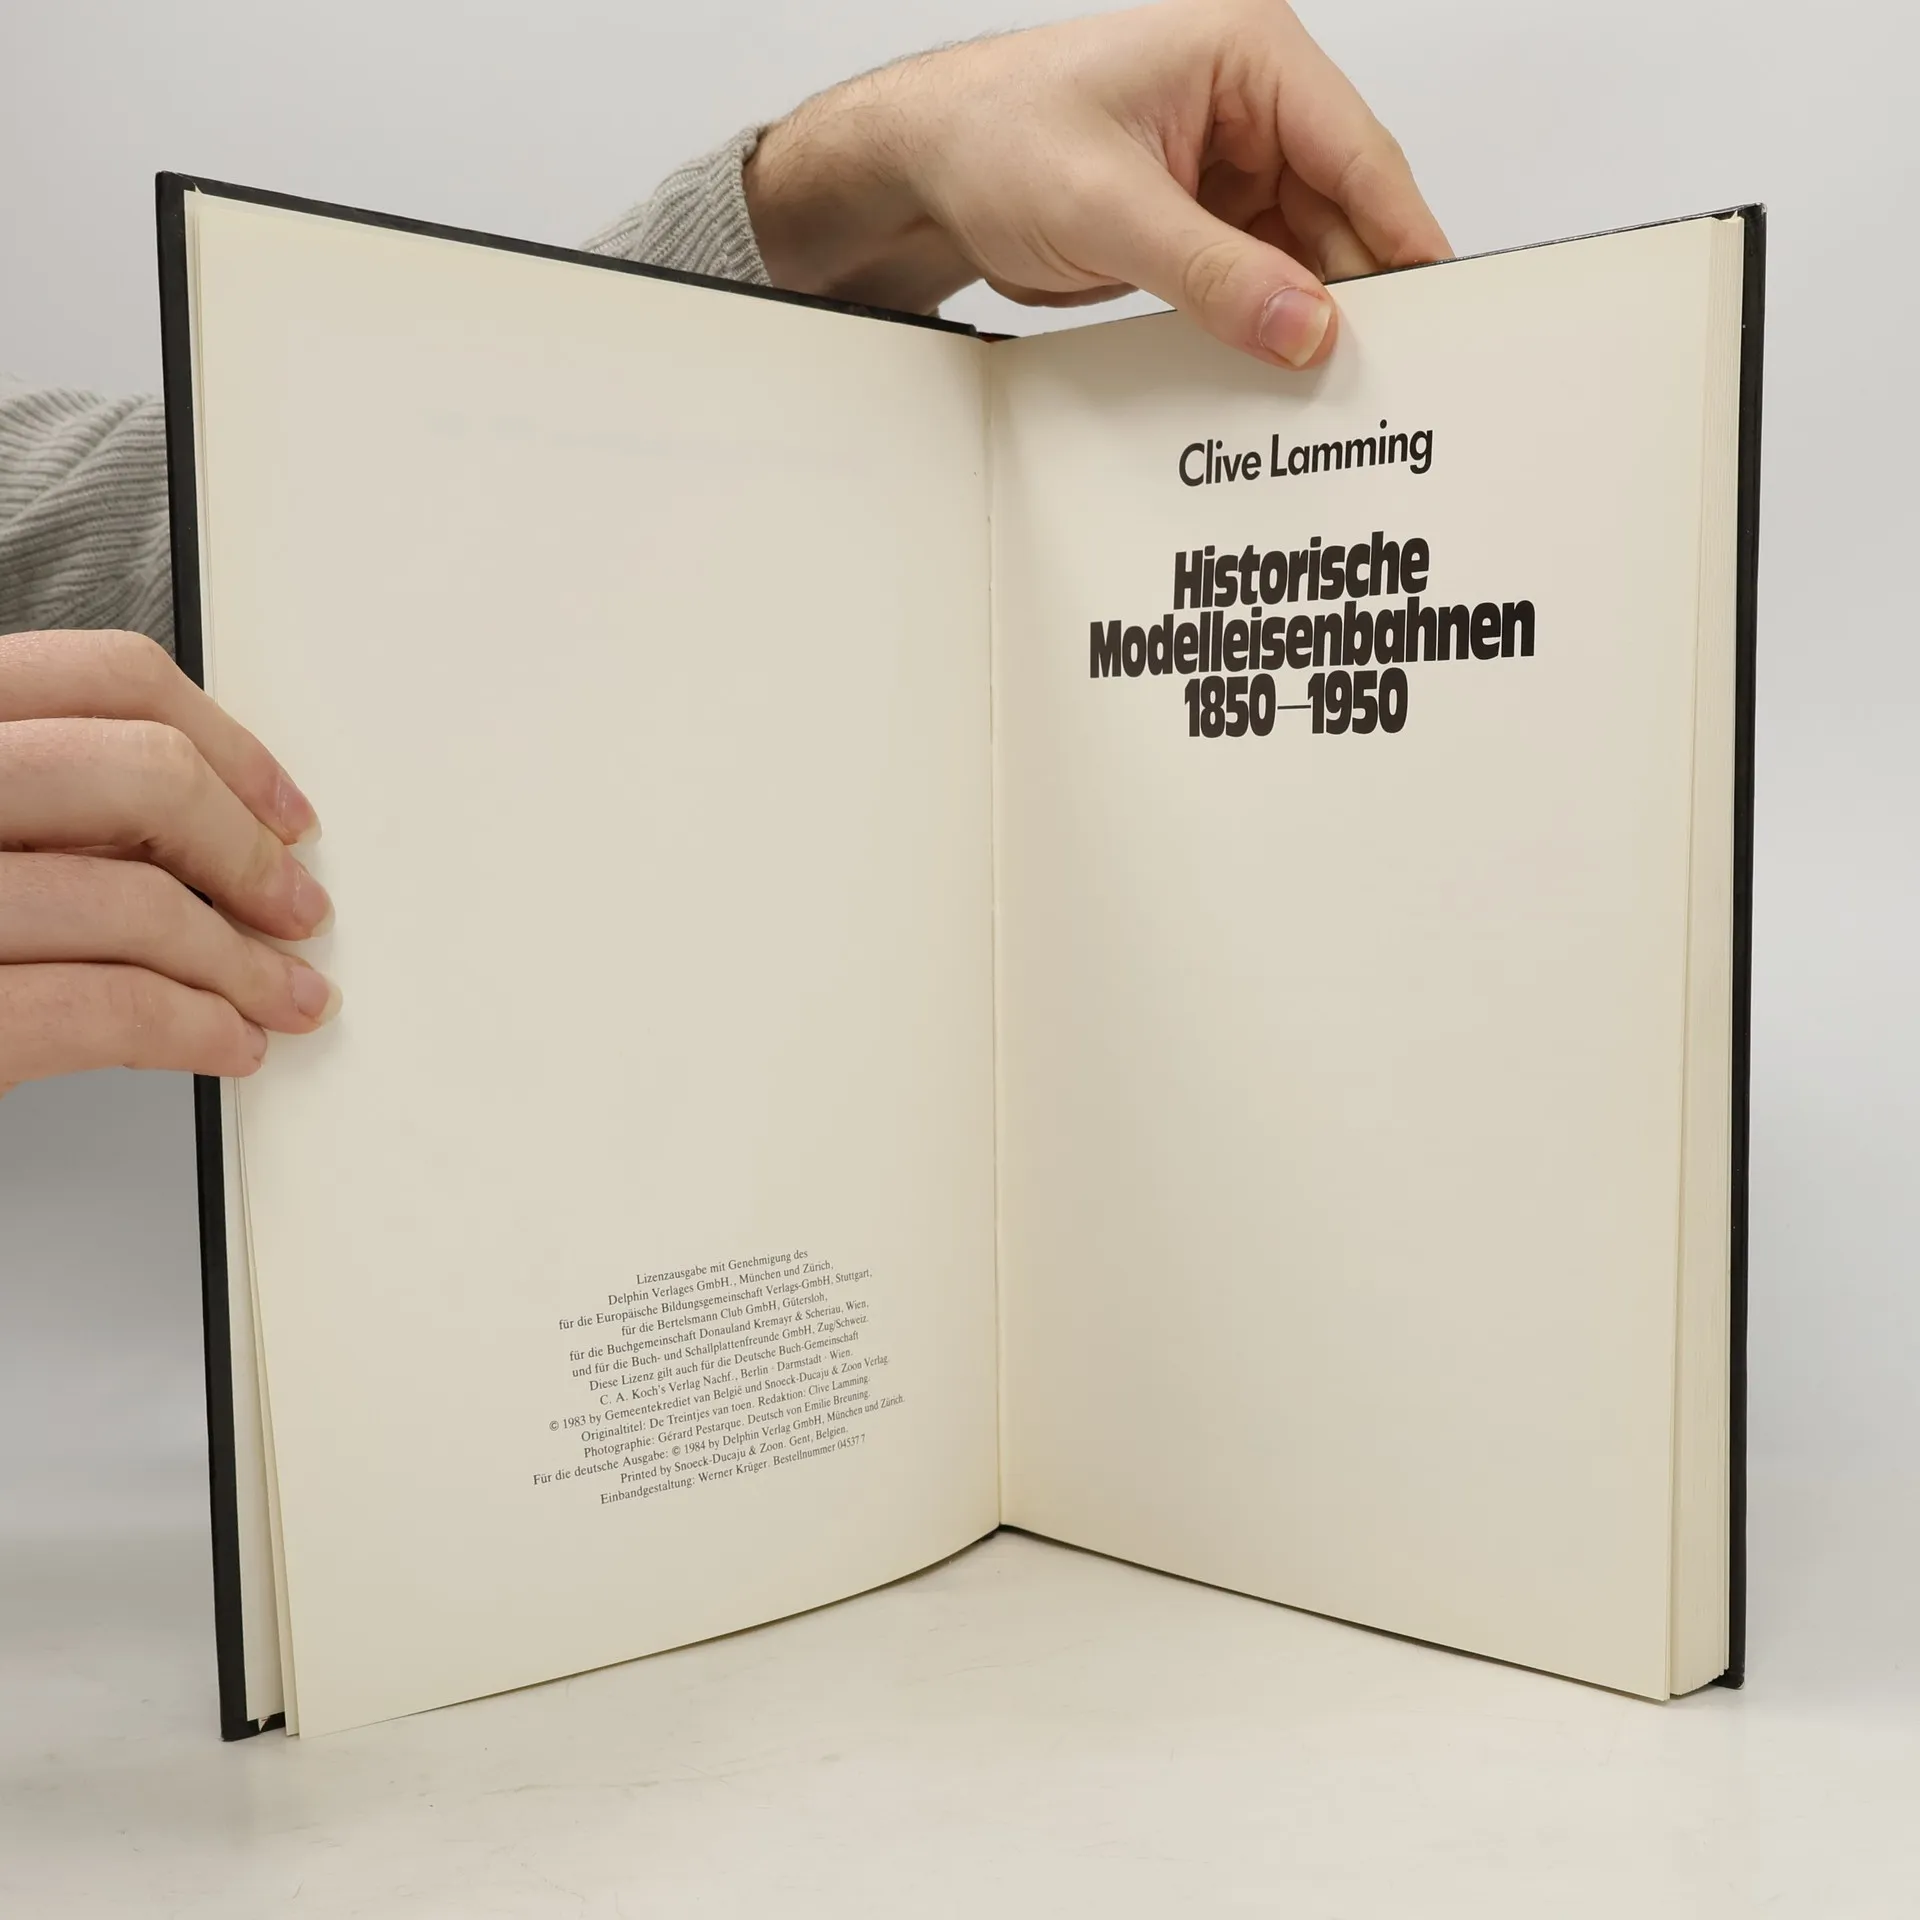 Lizenzausgabe mit Genehmigung des
Delphin Verlages GmbH., München und Zürich,
für die Europäische Bildungsgemeinschaft Verlags-GmbH, Stuttgart,
für die Bertelsmann Club GmbH, Gütersloh,
für die Buchgemeinschaft Donauland Kremayr & Scheriau, Wien,
und für die Buch- und Schallplattenfreunde GmbH, Zug/Schweiz.
Diese Lizenz gilt auch für die Deutsche Buch-Gemeinschaft
C. A. Koch's Verlag Nachf., Berlin · Darmstadt · Wien.
© 1983 by Gemeentekrediet van België und Snoeck-Ducaju & Zoon Verlag.
Originaltitel: De Treintjes van toen. Redaktion: Clive Lamming.
Photographie: Gérard Pestarque. Deutsch von Emilie Breuning.
Für die deutsche Ausgabe: © 1984 by Delphin Verlag GmbH, München und Zürich.
Printed by Snoeck-Ducaju & Zoon. Gent, Belgien.
Einbandgestaltung: Werner Krüger. Bestellnummer 04537 7
Clive Lamming
Historische
Modelleisenbahnen
1850—1950